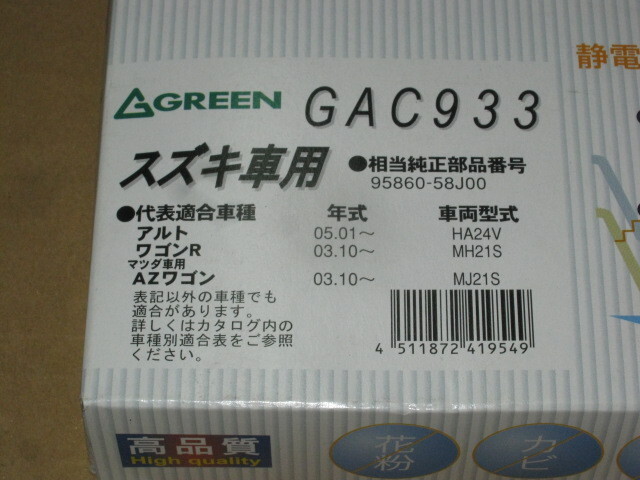 静電
GREEN GAC933
スズキ車用
●相当純正部品番号
95860-58J00
●代表適合車種 年式 車両型式
アルト 05.01～ HA24V
ワゴンR 03.10～ MH21S
マツダ車用
AZワゴン 03.10～ MJ21S
表記以外の車種でも
適合があります。
詳しくはカタログ内の
車種別適合表をご参照
ください。
4 511872 419549
高品質
High quality
花粉
カビ